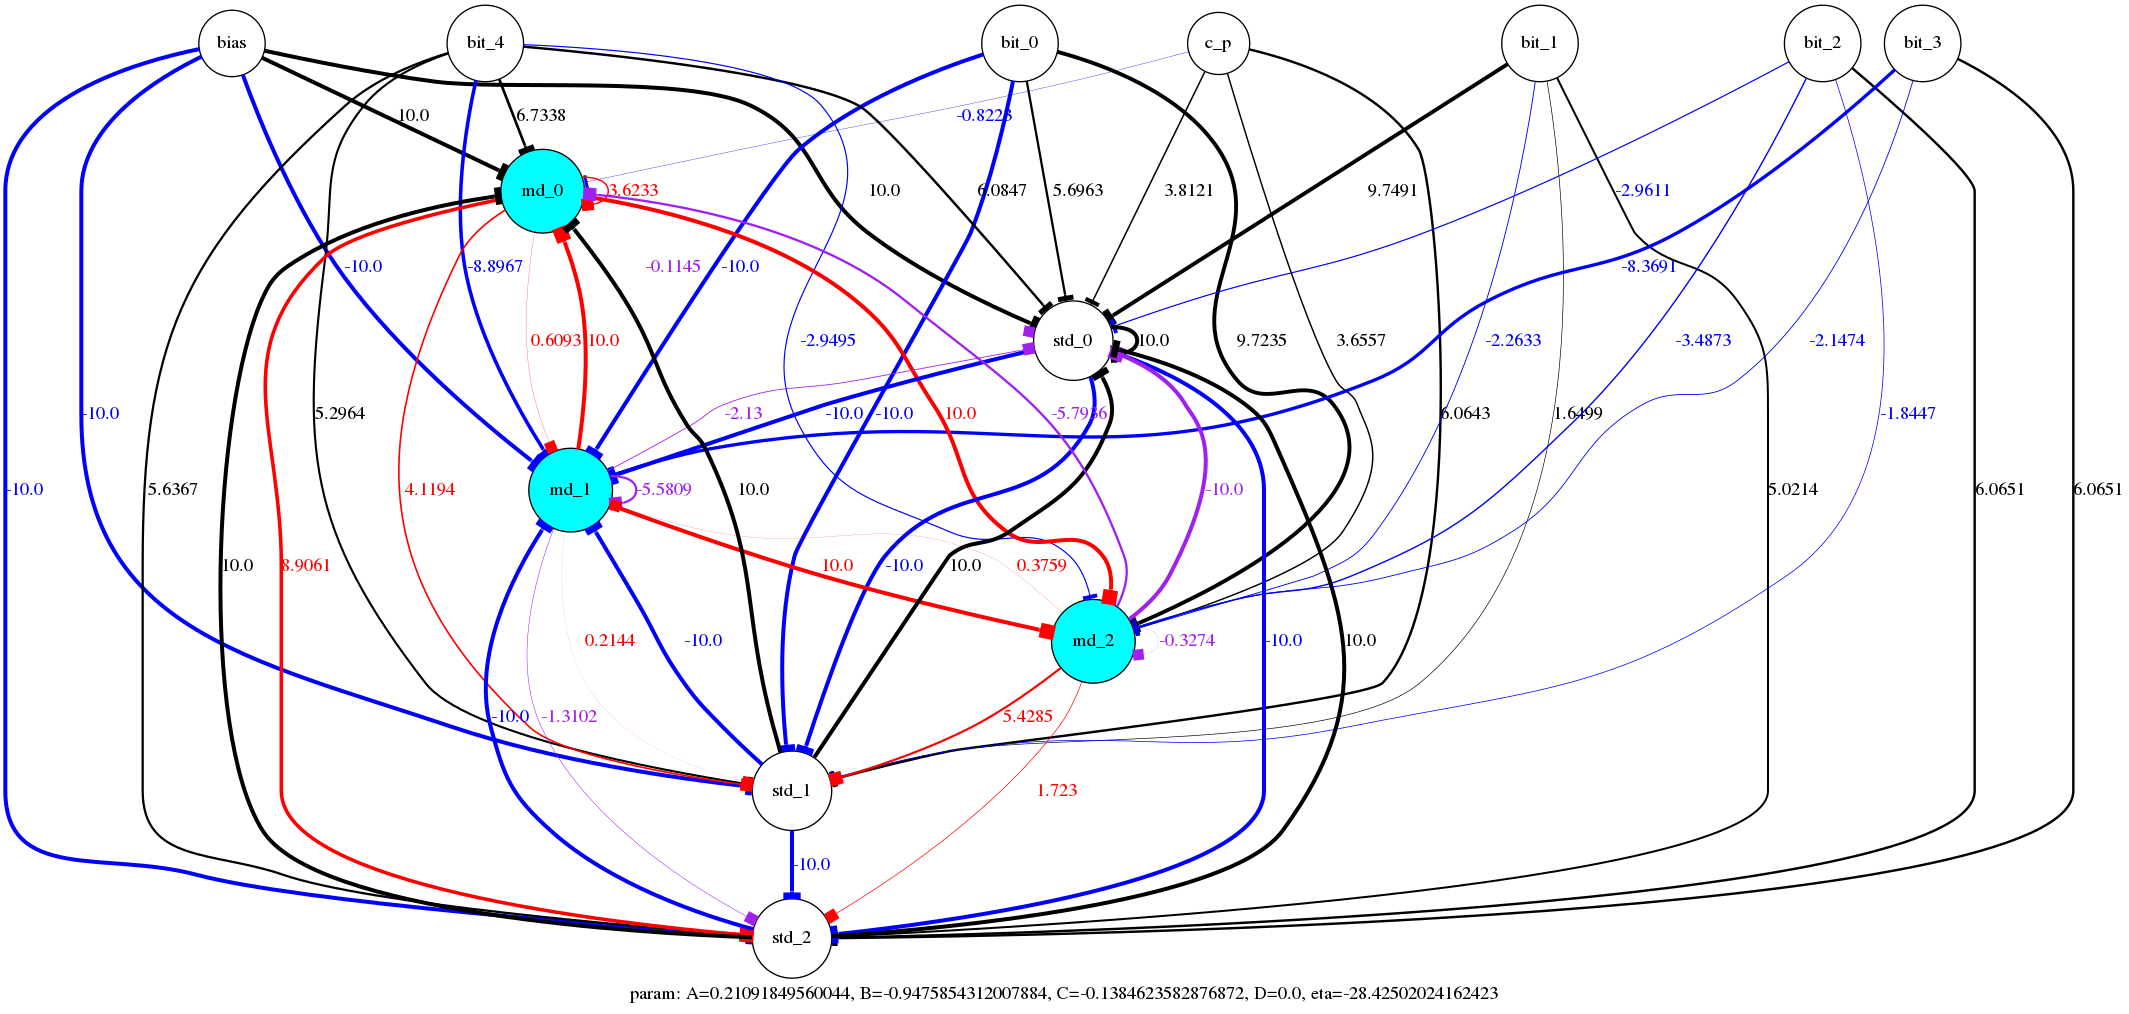 bias bit_4 bit_0 c_p bit_1 bit_2 bit_3
10.0 6.7338 -0.8223
md_0 3.6233 10.0 6.0847 5.6963 3.8121 9.7491 -2.9611
-10.0 -8.8967 -0.1145 -10.0 -8.3691
0.6093 10.0 -2.9495 std_0 10.0 9.7235 3.6557 -2.2633 -3.4873 -2.1474
-10.0 5.2964 -2.13 -10.0 -10.0 10.0 -5.7936 6.0643 1.6499 -1.8447
-10.0 5.6367 4.1194 md_1 -5.5809 10.0 -10.0 5.0214 6.0651 6.0651
10.0 8.9061 10.0 -10.0 10.0 0.3759
0.2144 -10.0 md_2 -0.3274 -10.0 10.0
-10.0 -1.3102 5.4285
std_1 1.723
-10.0
std_2
param: A=0.21091849560044, B=-0.9475854312007884, C=-0.1384623582876872, D=0.0, eta=-28.42502024162423